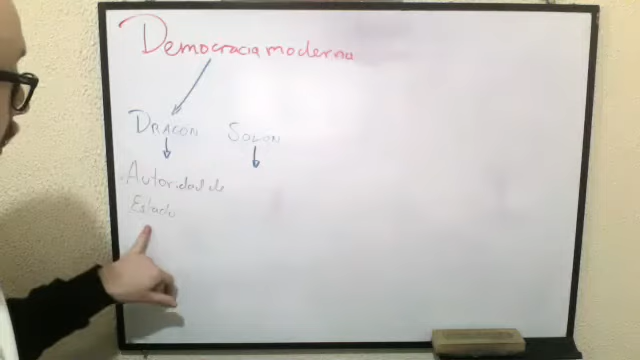 Democracia moderna
Dracon Solon
Autoridad de
Estado